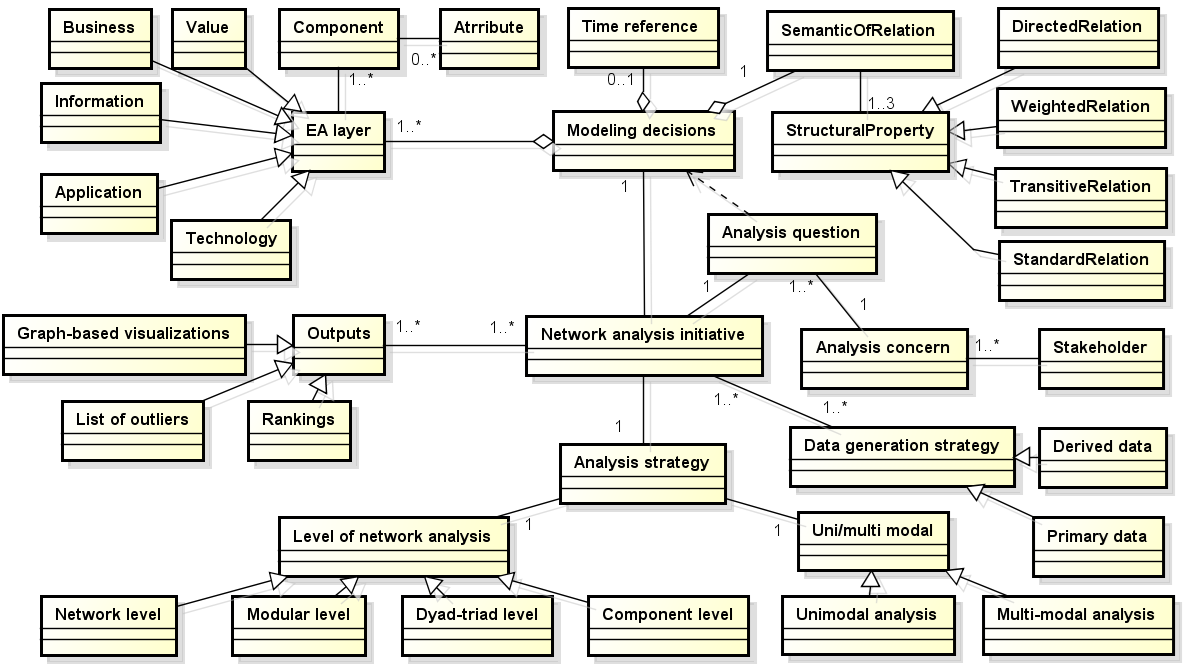 Business
Value
Component
Atrribute
Time reference
SemanticOfRelation
DirectedRelation
0..*
1..*
0..1
1
1..3
Information
EA layer
1..*
Modeling decisions
StructuralProperty
WeightedRelation
Application
1
TransitiveRelation
Technology
Analysis question
StandardRelation
1
1..*
1
Graph-based visualizations
Outputs
1..*
1..*
Network analysis initiative
Analysis concern
1..*
Stakeholder
List of outliers
Rankings
1..*
1..*
1
Analysis strategy
Data generation strategy
Derived data
Level of network analysis
1
1
Uni/multi modal
Primary data
Network level
Modular level
Dyad-triad level
Component level
Unimodal analysis
Multi-modal analysis